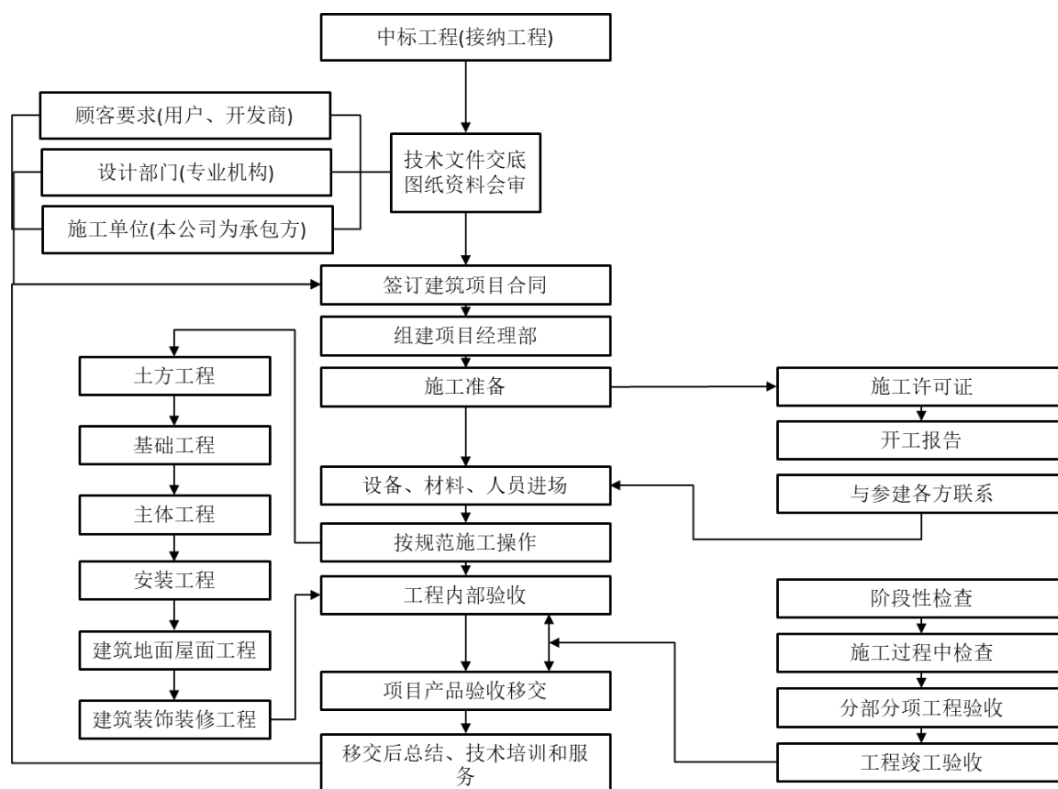 中标工程(接纳工程)
顾客要求(用户、开发商)
设计部门(专业机构)
施工单位(本公司为承包方)
技术文件交底
图纸资料会审
签订建筑项目合同
组建项目经理部
施工准备
设备、材料、人员进场
按规范施工操作
工程内部验收
项目产品验收移交
移交后总结、技术培训和服
务
土方工程
基础工程
主体工程
安装工程
建筑地面屋面工程
建筑装饰装修工程
施工许可证
开工报告
与参建各方联系
阶段性检查
施工过程中检查
分部分项工程验收
工程竣工验收